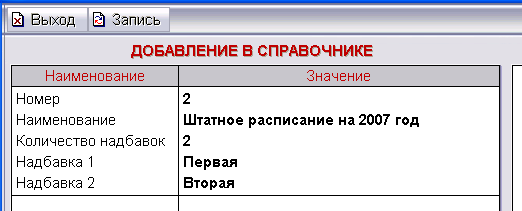 Выход Запись
ДОБАВЛЕНИЕ В СПРАВОЧНИКЕ
Наименование Значение
Номер 2
Наименование Штатное расписание на 2007 год
Количество надбавок 2
Надбавка 1 Первая
Надбавка 2 Вторая